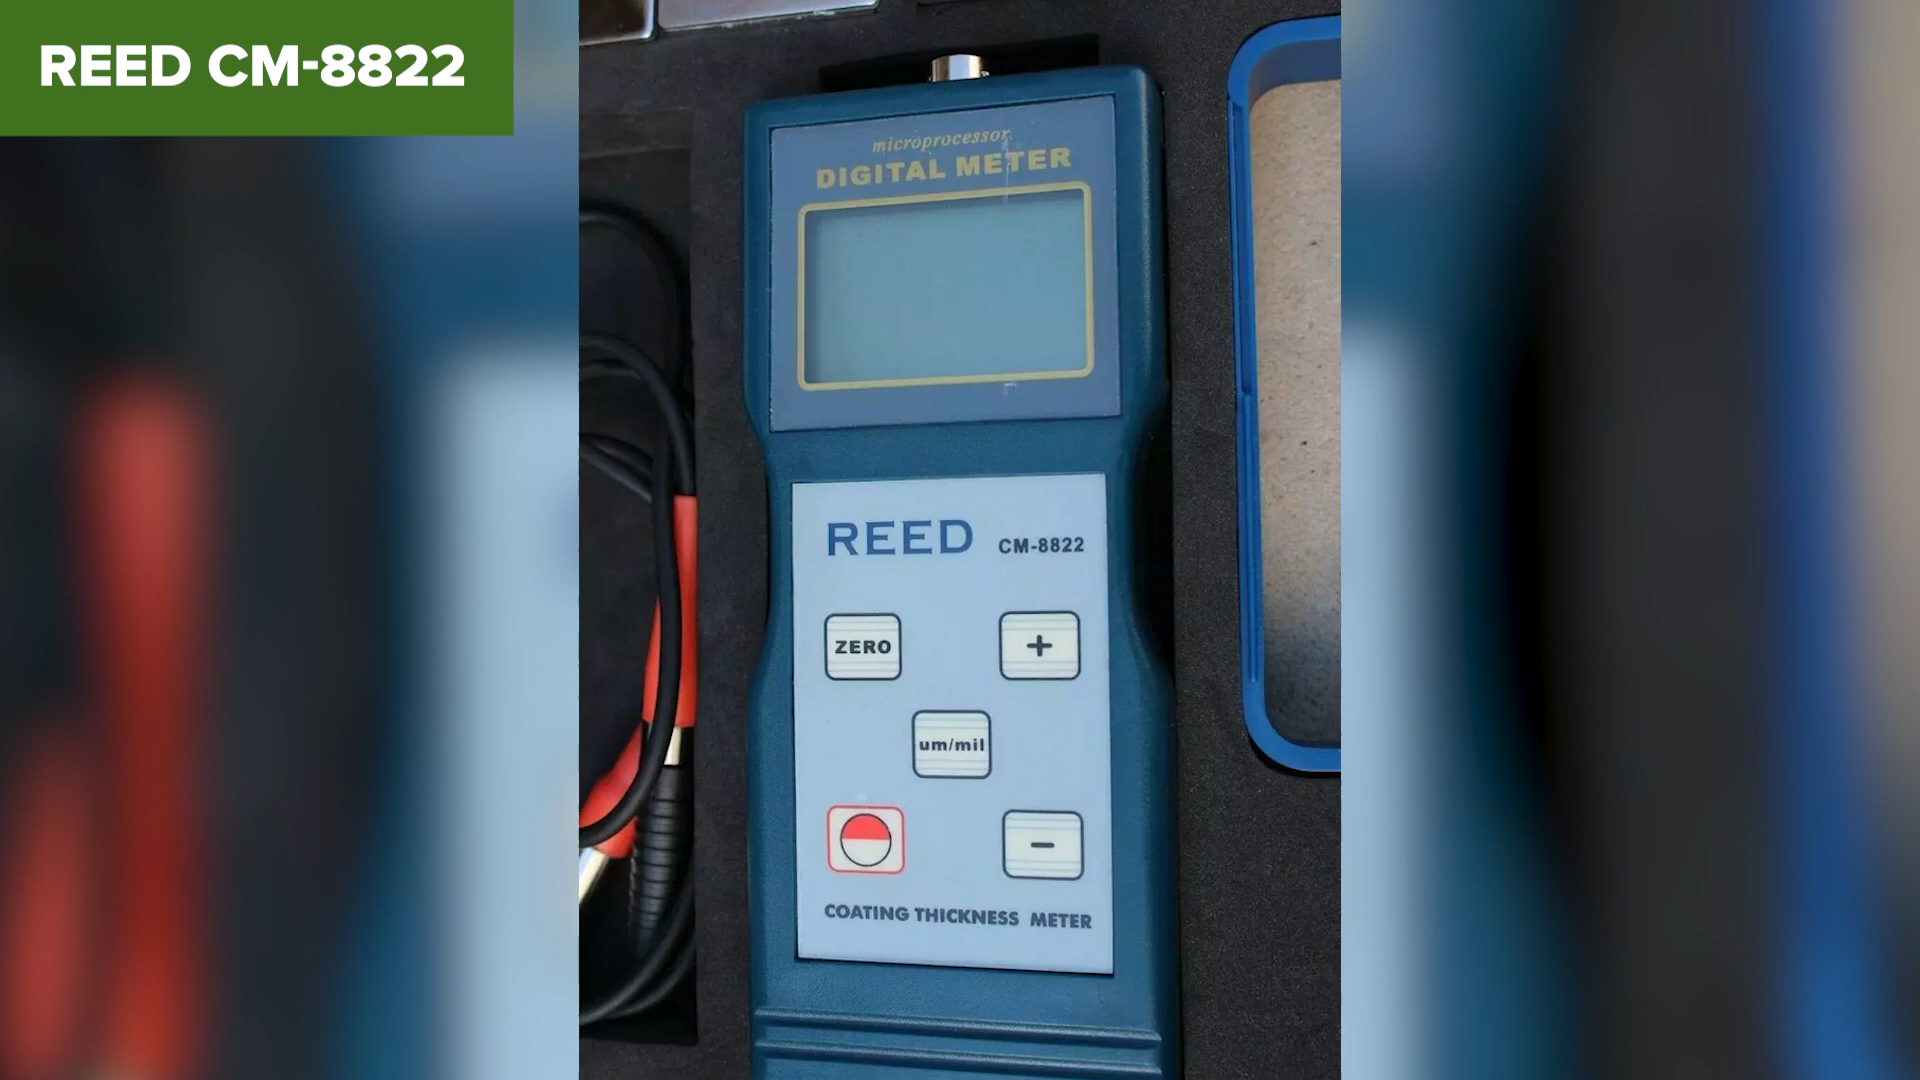 REED CM-8822
microprocessor
DIGITAL METER
REED CM-8822
ZERO +
um/mil
-
COATING THICKNESS METER